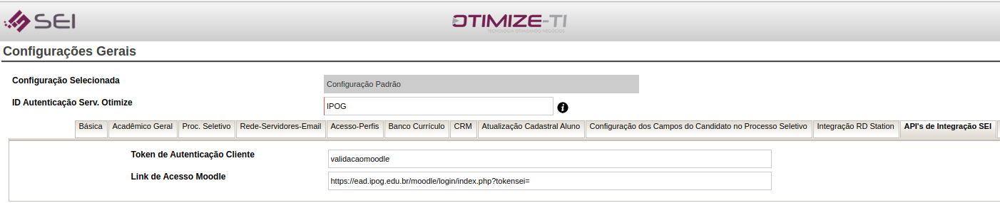 SEI
OTIMIZE-TI
TECNOLOGIA OTIMIZANDO NEGÓCIOS
Configurações Gerais
Configuração Selecionada Configuração Padrão
ID Autenticação Serv. Otimize IPOG
Básica Acadêmico Geral Proc. Seletivo Rede-Servidores-Email Acesso-Perfis Banco Currículo CRM Atualização Cadastral Aluno Configuração dos Campos do Candidato no Processo Seletivo Integração RD Station API's de Integração SEI
Token de Autenticação Cliente validacaomoodle
Link de Acesso Moodle https://ead.ipog.edu.br/moodle/login/index.php?tokensei=